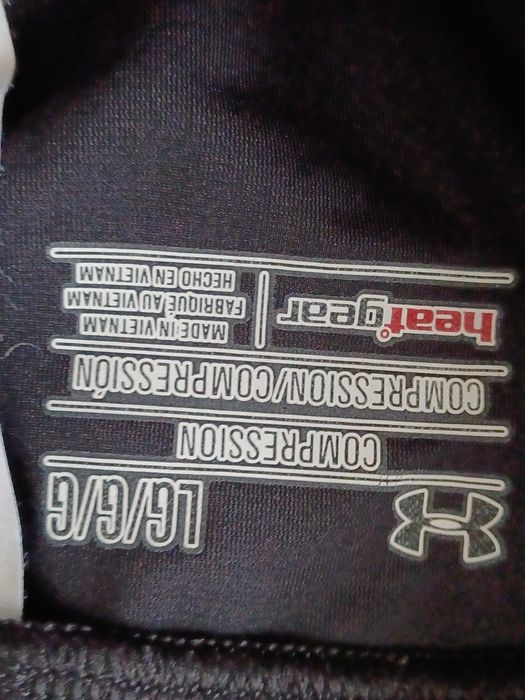 LG/G/G
COMPRESSION
COMPRESSION/COMPRESSIÓN
heatgear
MADE IN VIETNAM
FABRIQUÉ AU VIETNAM
HECHO EN VIETNAM